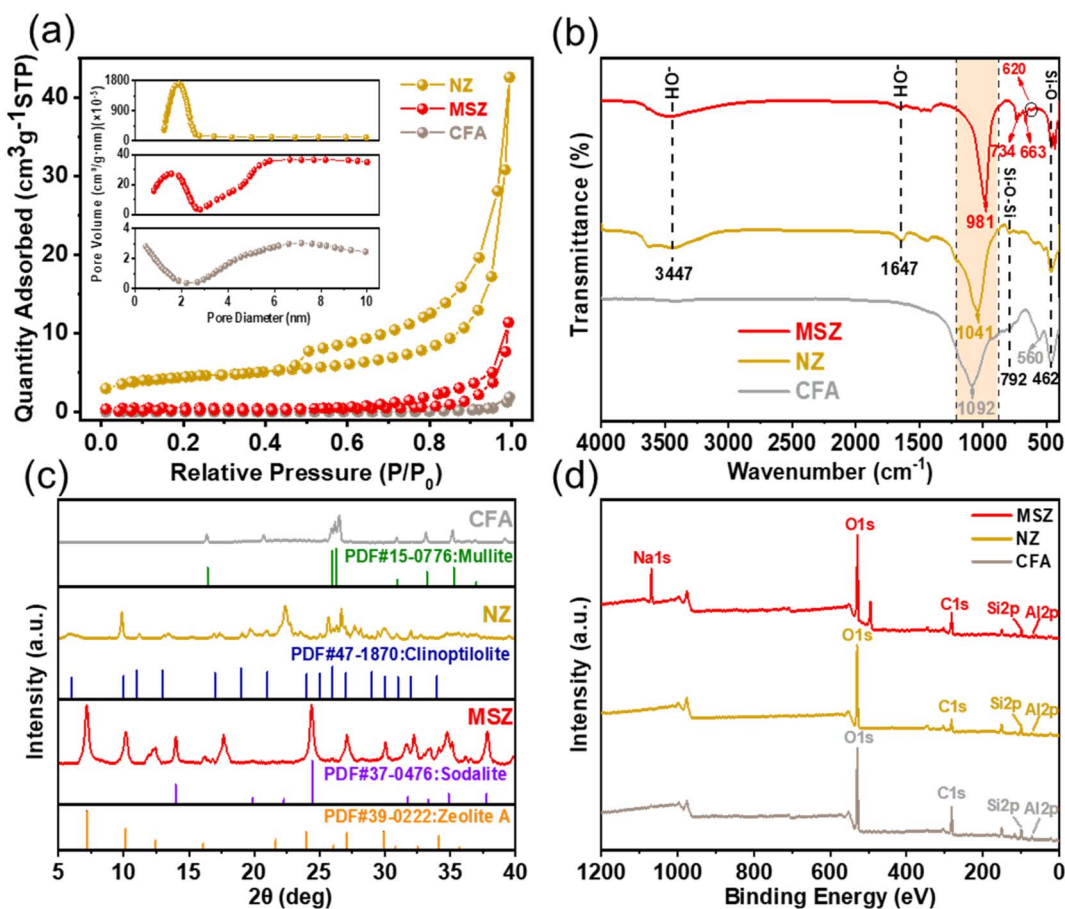 (a)
Quantity Adsorbed (cm³g⁻¹STP)
40
30
20
10
0
0.0 0.2 0.4 0.6 0.8 1.0
Relative Pressure (P/P₀)
NZ
MSZ
CFA
Pore Volume (cm³/g·nm)(×10⁻⁵)
1800
900
0
40
20
0
4
2
0
0 2 4 6 8 10
Pore Diameter (nm)
(b)
Transmittance (%)
HO-
HO-
620
Si-O
734
663
Si-O-Si
981
3447
1647
1041
560
1092
792
462
MSZ
NZ
CFA
4000 3500 3000 2500 2000 1500 1000 500
Wavenumber (cm⁻¹)
(c)
Intensity (a.u.)
CFA
PDF#15-0776:Mullite
NZ
PDF#47-1870:Clinoptilolite
MSZ
PDF#37-0476:Sodalite
PDF#39-0222:Zeolite A
5 10 15 20 25 30 35 40
2θ (deg)
(d)
Intensity (a.u.)
MSZ
NZ
CFA
Na1s
O1s
C1s
Si2p
Al2p
O1s
C1s
Si2p
Al2p
O1s
C1s
Si2p
Al2p
1200 1000 800 600 400 200 0
Binding Energy (eV)